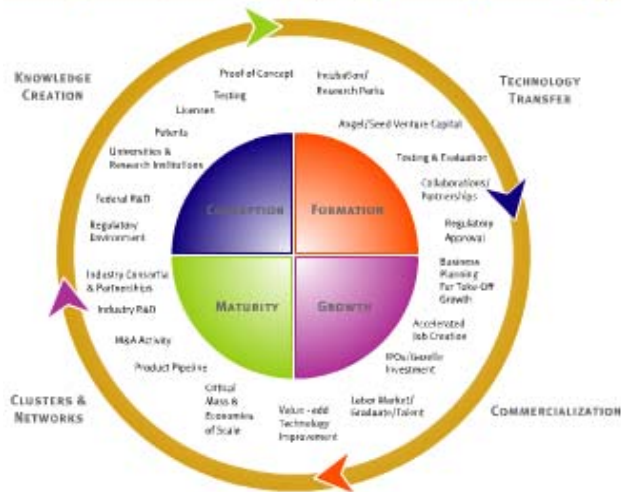 KNOWLEDGE
CREATION
Proof of Concept
Testing
Licenses
Patents
Universities &
Research Institutions
Federal R&D
Regulatory
Environment
Industry Consortia
& Partnerships
Industry R&D
M&A Activity
Product Pipeline
Critical
Mass &
Economies
of Scale
Value - add
Technology
Improvement
Labor Market/
Graduate/Talent
IPOs/Gazelle
Investment
Accelerated
Job Creation
Business
Planning
For Take-Off
Growth
Regulatory
Approval
Collaborations/
Partnerships
Testing & Evaluation
Angel/Seed Venture Capital
Incubation/
Research Parks
TECHNOLOGY
TRANSFER
CONCEPTION
FORMATION
MATURITY
GROWTH
CLUSTERS &
NETWORKS
COMMERCIALIZATION